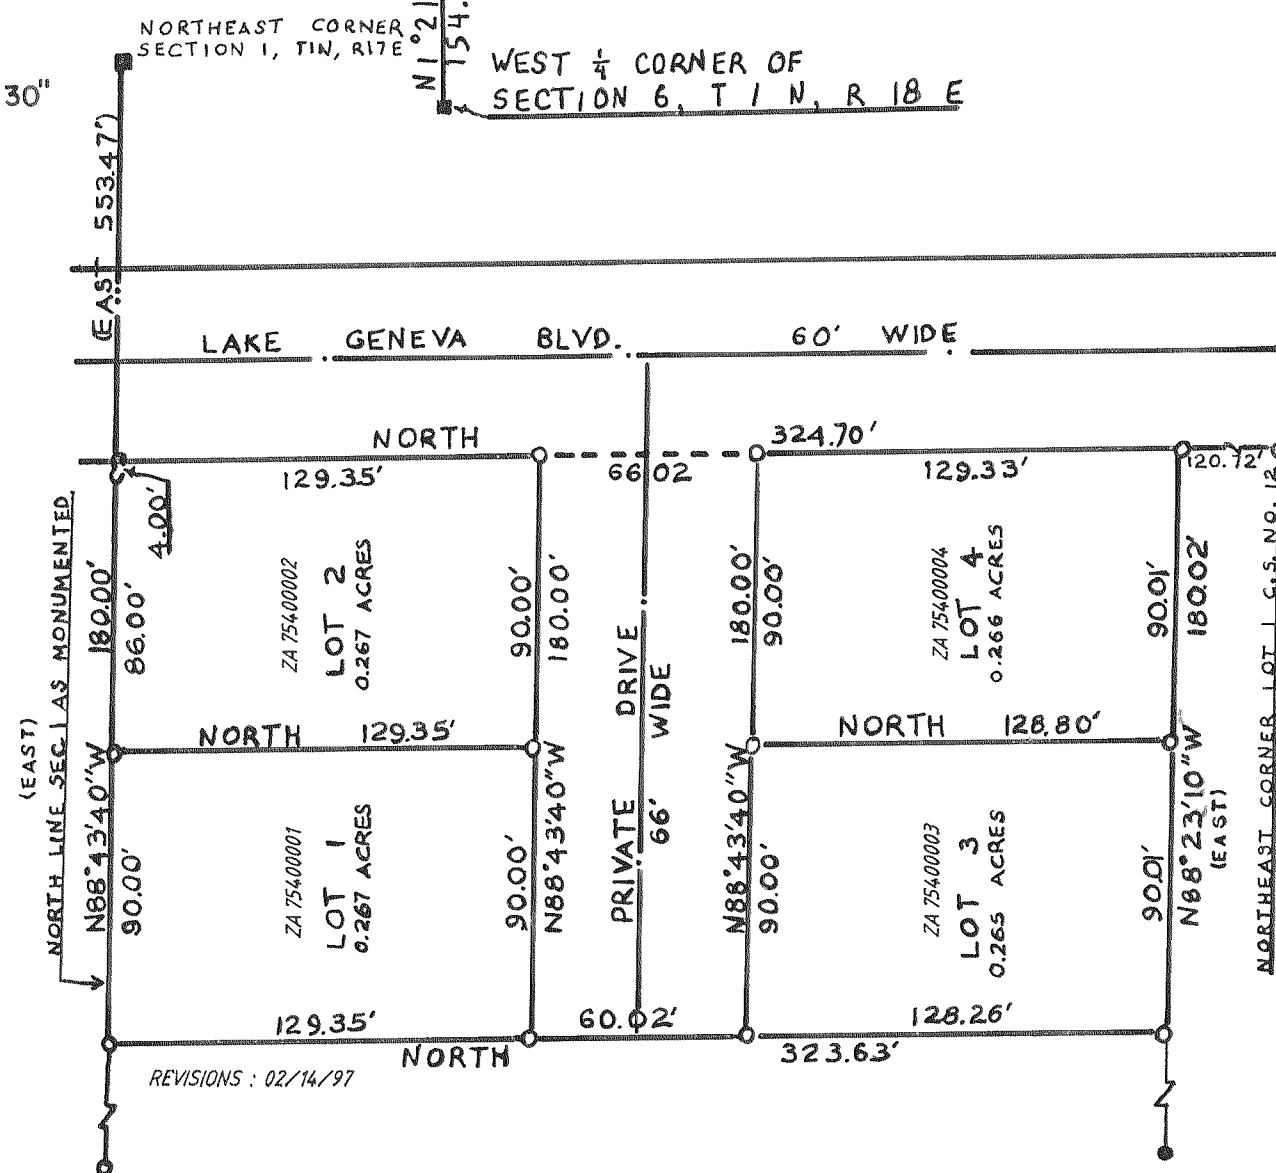 NORTHEAST CORNER
SECTION 1, T1N, R17E
30"
N1°21
154.
WEST 1/4 CORNER OF
SECTION 6, T 1 N, R 18 E
(EAST 553.47')
LAKE GENEVA BLVD. 60' WIDE
NORTH
324.70'
129.35'
66.02
129.33'
120.72'
4.00'
180.00'
86.00'
ZA 75400002
LOT 2
0.267 ACRES
90.00'
180.00'
180.00'
90.00'
ZA 75400004
LOT 4
0.266 ACRES
90.01'
180.02'
NORTH 129.35'
NORTH 128.80'
(EAST)
NORTH LINE SEC 1 AS MONUMENTED
N88°43'40"W
90.00'
ZA 75400001
LOT 1
0.267 ACRES
90.00'
N88°43'40"W
PRIVATE DRIVE
66' WIDE
N88°43'40"W
90.00'
ZA 75400003
LOT 3
0.265 ACRES
90.01'
N88°23'10"W
(EAST)
NORTHEAST CORNER LOT 1 C.S. NO. 12
129.35'
60.02'
128.26'
NORTH
323.63'
REVISIONS : 02/14/97